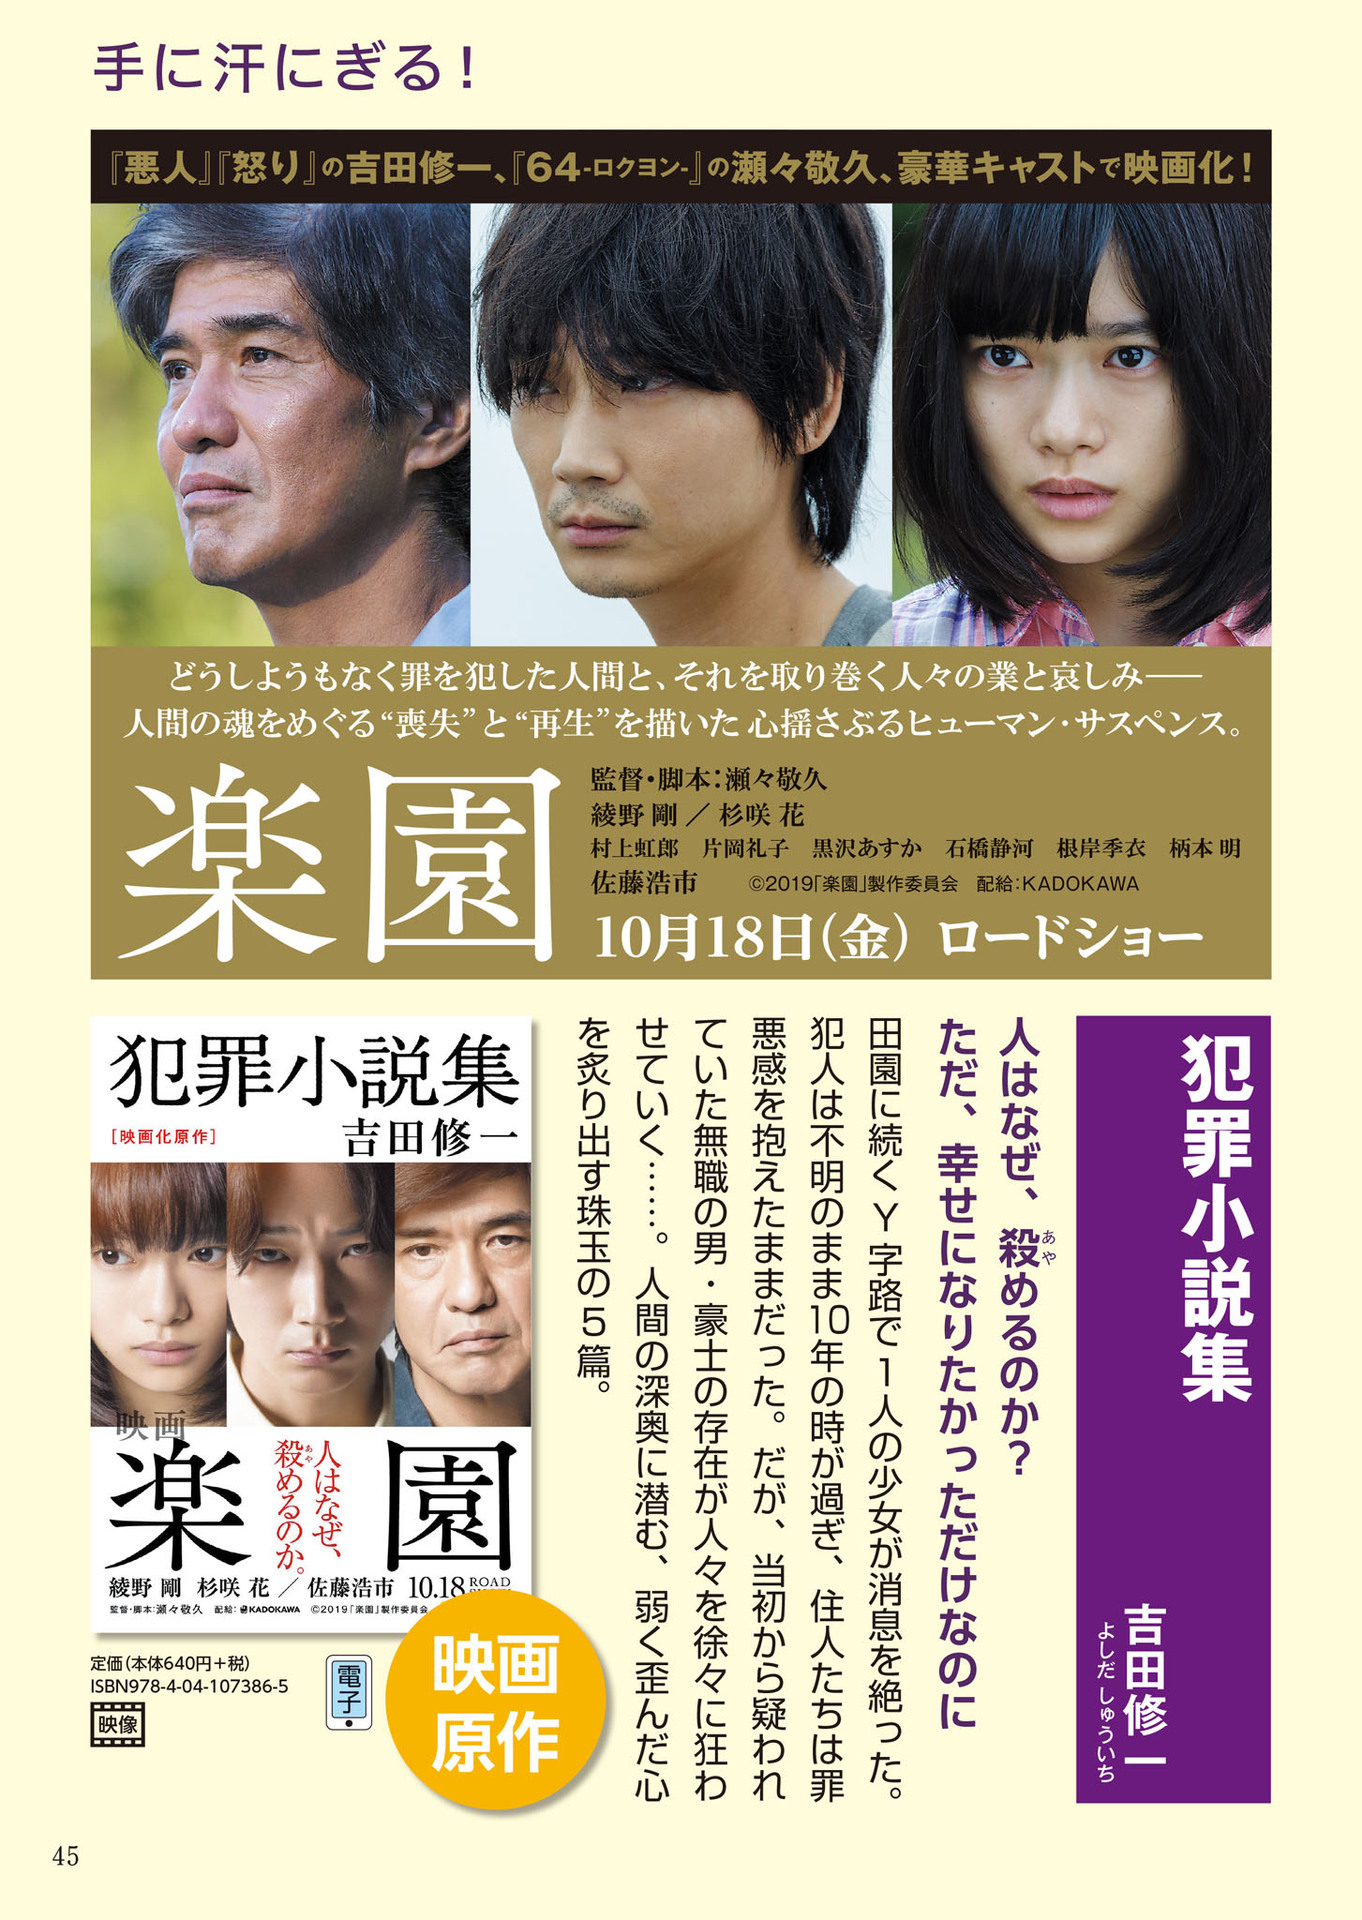 手に汗にぎる！
『悪人』『怒り』の吉田修一、『64-ロクヨン-』の瀬々敬久、豪華キャストで映画化！
どうしようもなく罪を犯した人間と、それを取り巻く人々の業と哀しみ――
人間の魂をめぐる“喪失”と“再生”を描いた 心揺さぶるヒューマン・サスペンス。
楽園
監督・脚本：瀬々敬久
綾野 剛 ／ 杉咲 花
村上虹郎　片岡礼子　黒沢あすか　石橋静河　根岸季衣　柄本 明
佐藤浩市　©2019「楽園」製作委員会　配給：KADOKAWA
10月18日（金）ロードショー
犯罪小説集
吉田修一
よしだ しゅういち
人はなぜ、殺めるのか？
あや
ただ、幸せになりたかっただけなのに
田園に続くＹ字路で１人の少女が消息を絶った。
犯人は不明のまま10年の時が過ぎ、住人たちは罪
悪感を抱えたままだった。だが、当初から疑われ
ていた無職の男・豪士の存在が人々を徐々に狂わ
せていく……。人間の深奥に潜む、弱く歪んだ心
を炙り出す珠玉の５篇。
犯罪小説集
［映画化原作］
吉田修一
映画
楽園
人はなぜ、
殺めるのか。
あや
綾野 剛　杉咲 花 ／ 佐藤浩市　10.18 ROAD
監督・脚本：瀬々敬久　配給：KADOKAWA　©2019「楽園」製作委員会
映画
原作
定価（本体640円＋税）
ISBN978-4-04-107386-5
映像
電子
45